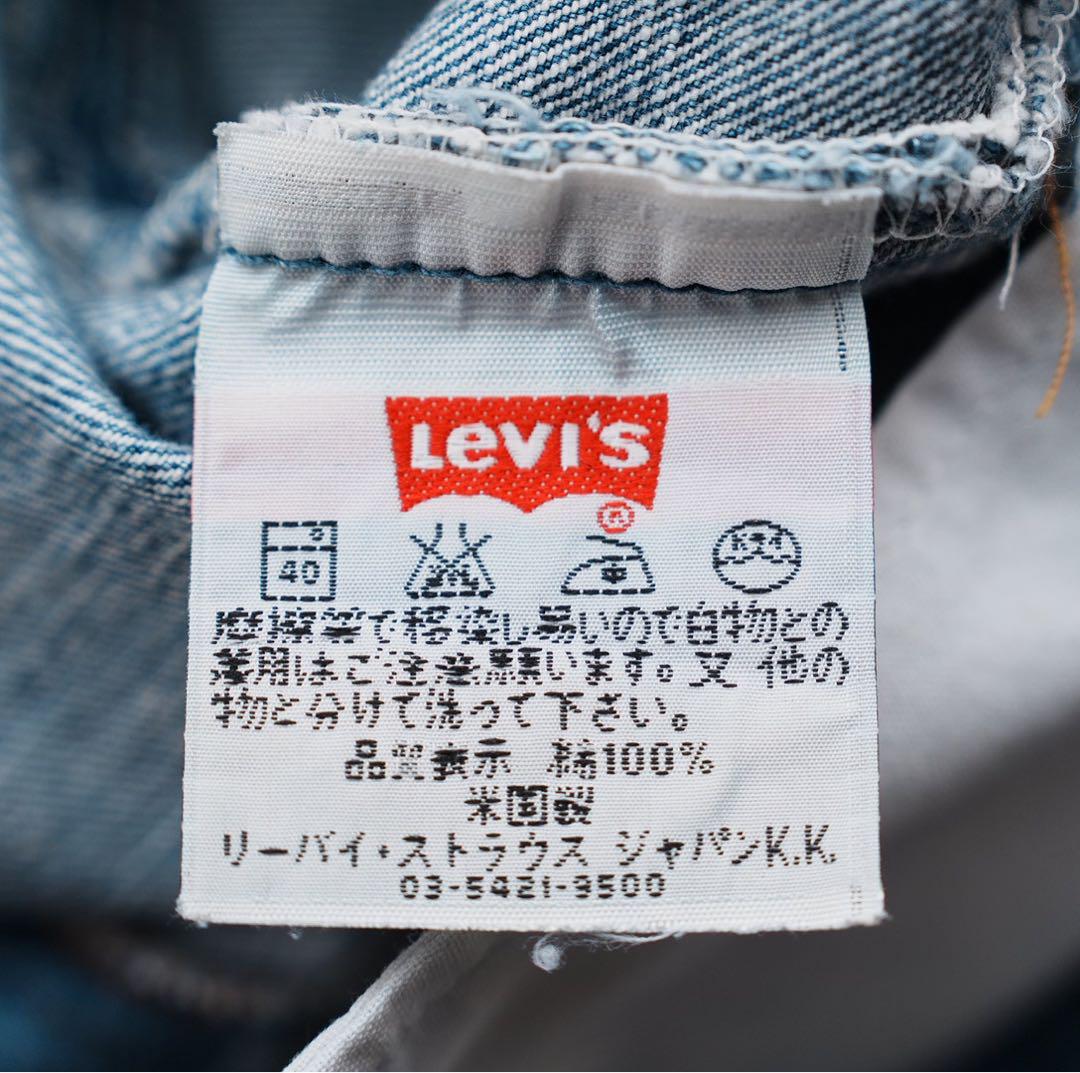 Levi's
®
40
摩擦等で移染し易いので白物との
着用はご注意願います。又 他の
物と分けて洗って下さい。
品質表示 綿100%
米国製
リーバイ・ストラウス ジャパンK.K.
03-5421-9500